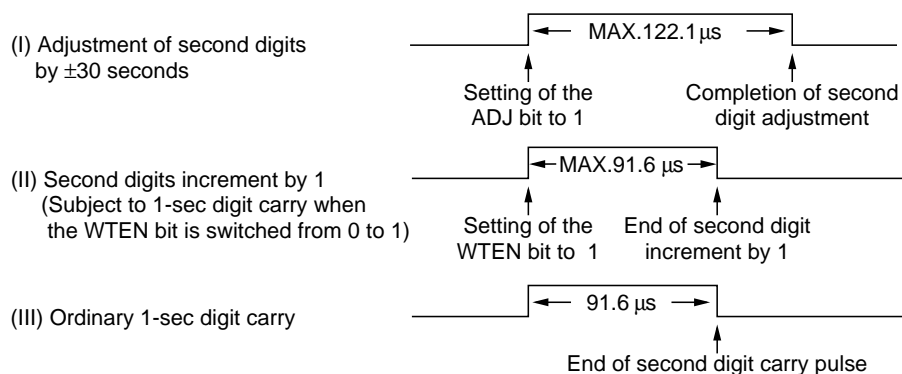 (I) Adjustment of second digits
by ±30 seconds
MAX.122.1 µs
Setting of the
ADJ bit to 1
Completion of second
digit adjustment
(II) Second digits increment by 1
(Subject to 1-sec digit carry when
the WTEN bit is switched from 0 to 1)
MAX.91.6 µs
Setting of the
WTEN bit to 1
End of second digit
increment by 1
(III) Ordinary 1-sec digit carry
91.6 µs
End of second digit carry pulse